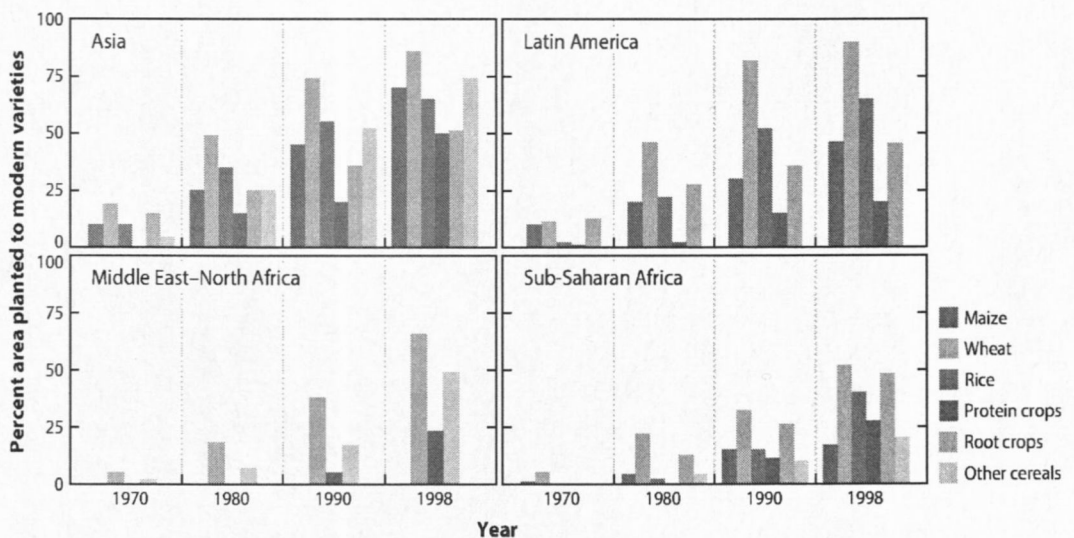 Percent area planted to modern varieties
Asia
Latin America
100
75
50
25
0
100
75
50
25
0
Middle East–North Africa
Sub-Saharan Africa
Maize
Wheat
Rice
Protein crops
Root crops
Other cereals
1970 1980 1990 1998 1970 1980 1990 1998
Year